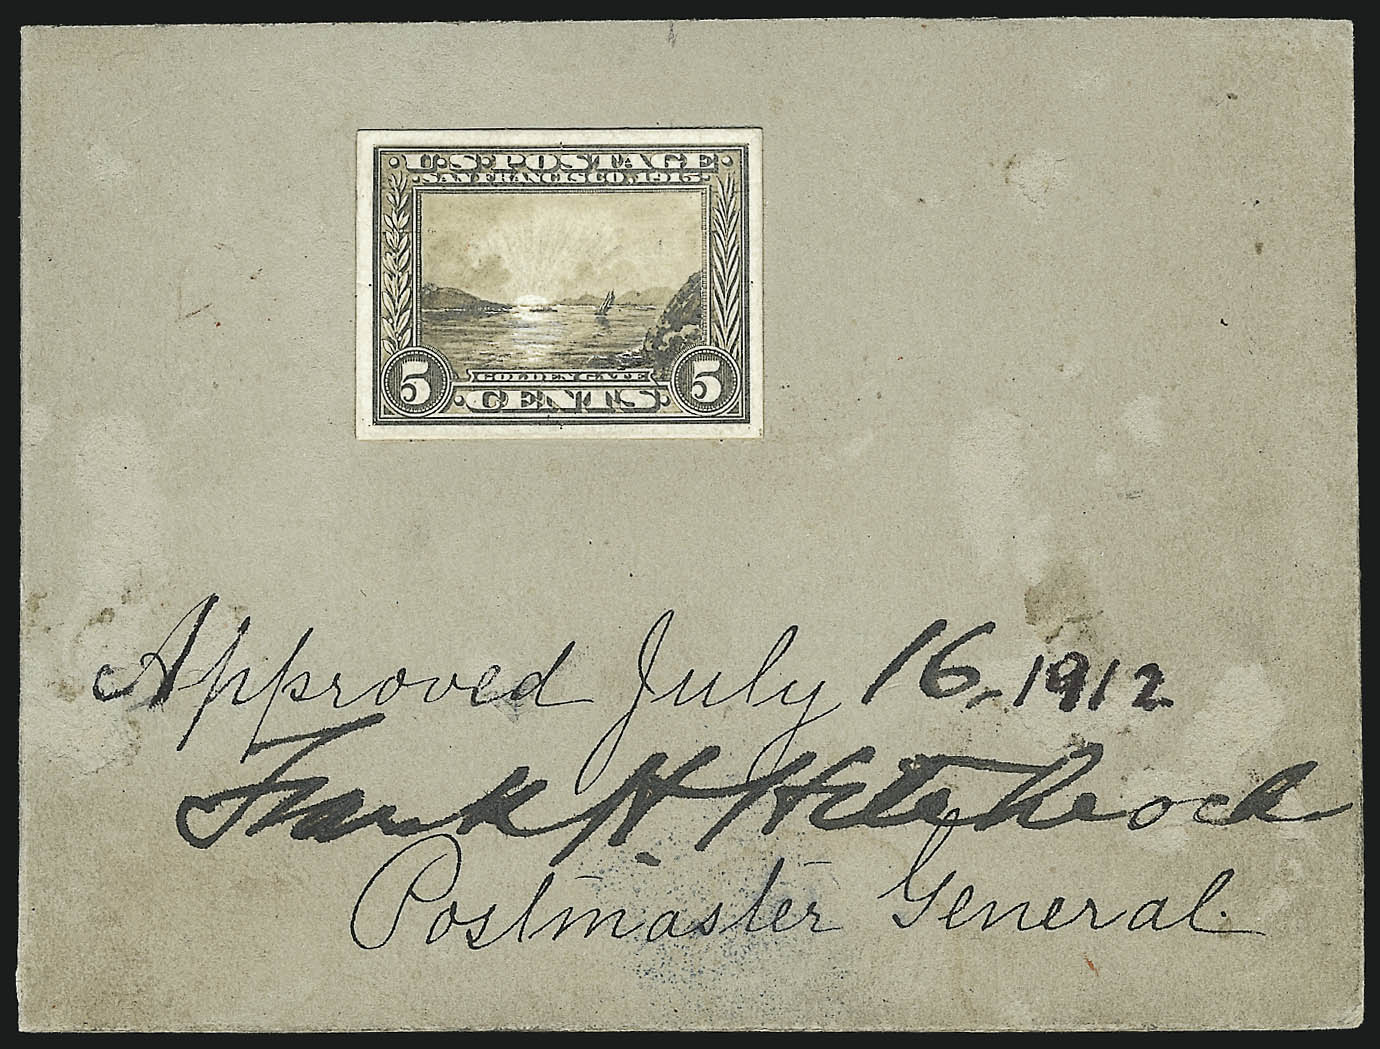 U.S. POSTAGE
SAN FRANCISCO, 1915
GOLDEN GATE
5 CENTS 5
Approved July 16, 1912
Frank H. Hitchcock
Postmaster General.